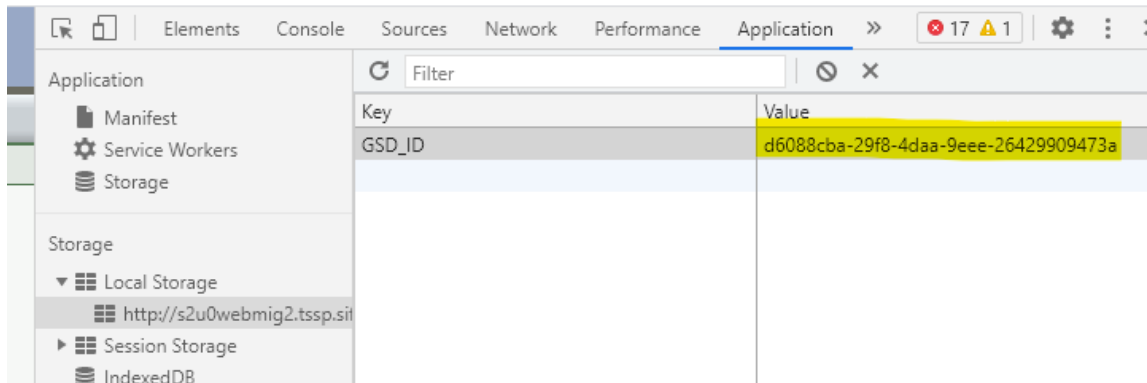 Elements Console Sources Network Performance Application » 17 1
Application
Manifest
Service Workers
Storage
Storage
Local Storage
http://s2u0webmig2.tssp.sit
Session Storage
IndexedDB
Filter
Key Value
GSD_ID d6088cba-29f8-4daa-9eee-26429909473a